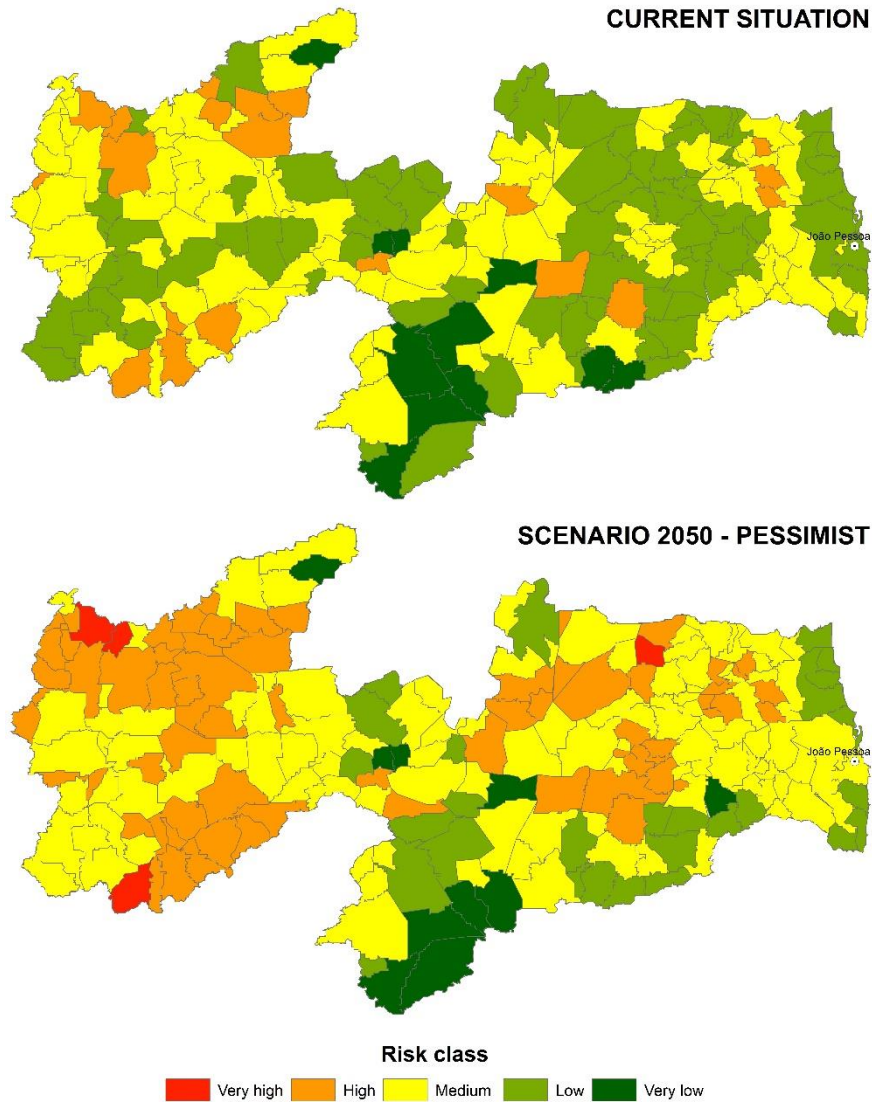 CURRENT SITUATION
João Pessoa
SCENARIO 2050 - PESSIMIST
João Pessoa
Risk class
Very high High Medium Low Very low